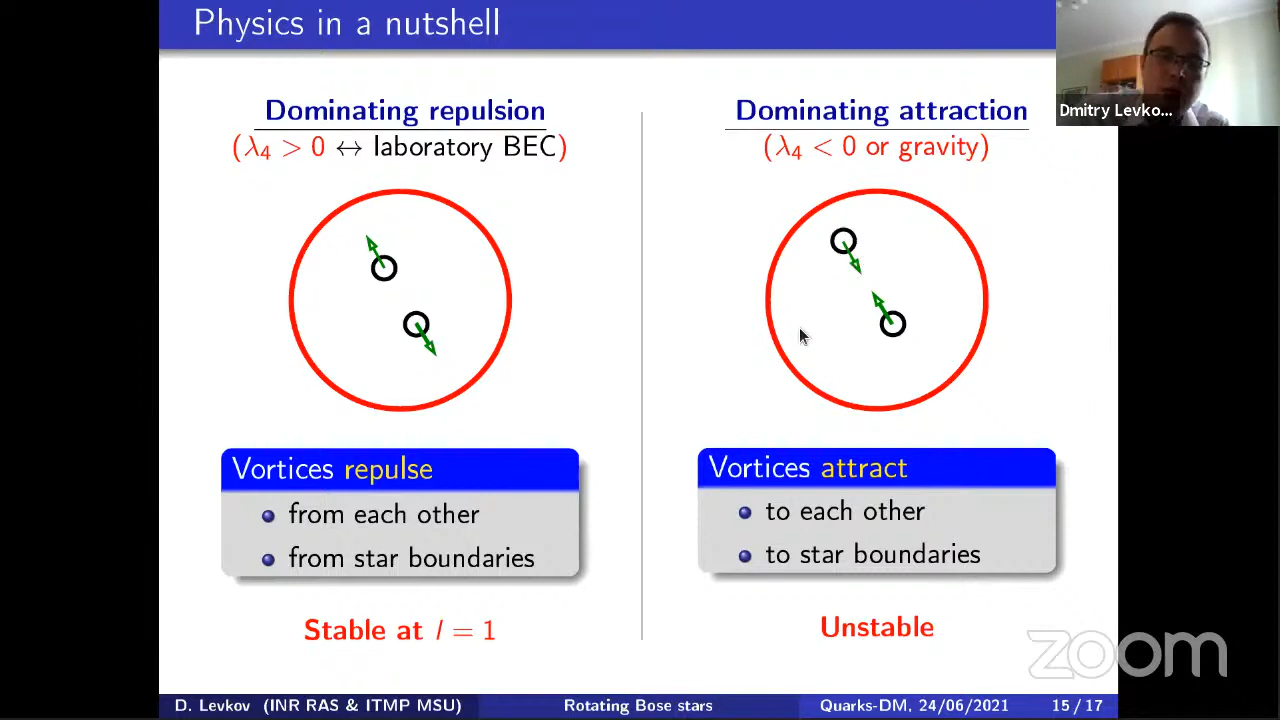 Physics in a nutshell
Dominating repulsion
(λ₄ > 0 ↔ laboratory BEC)
Vortices repulse
from each other
from star boundaries
Stable at l = 1
Dominating attraction
(λ₄ < 0 or gravity)
Vortices attract
to each other
to star boundaries
Unstable
Dmitry Levko...
zoom
D. Levkov (INR RAS & ITMP MSU) Rotating Bose stars Quarks-DM, 24/06/2021 15 / 17